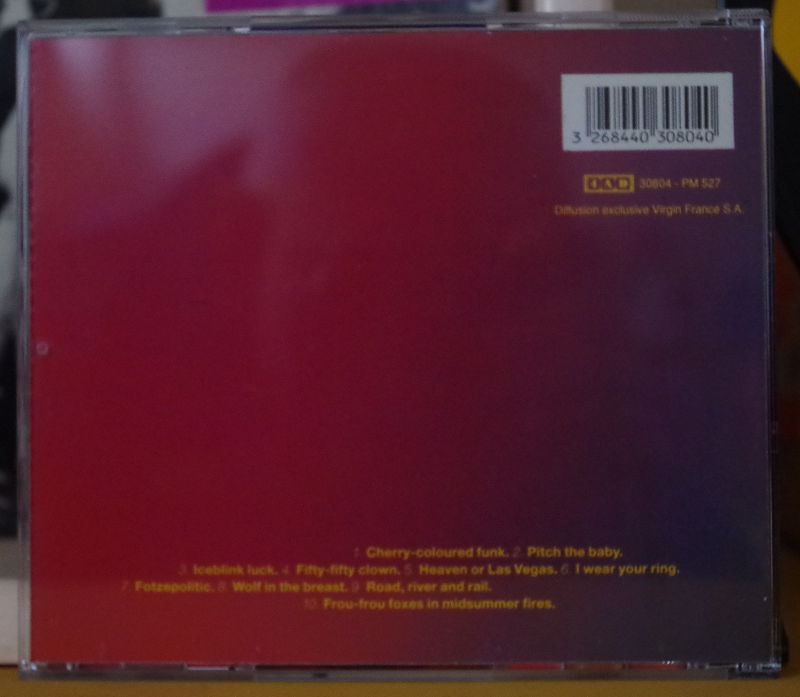 3 268440 308040
4AD 30804 - PM 527
Diffusion exclusive Virgin France S.A.
1. Cherry-coloured funk. 2. Pitch the baby.
3. Iceblink luck. 4. Fifty-fifty clown. 5. Heaven or Las Vegas. 6. I wear your ring.
7. Fotzepolitic. 8. Wolf in the breast. 9. Road, river and rail.
10. Frou-frou foxes in midsummer fires.